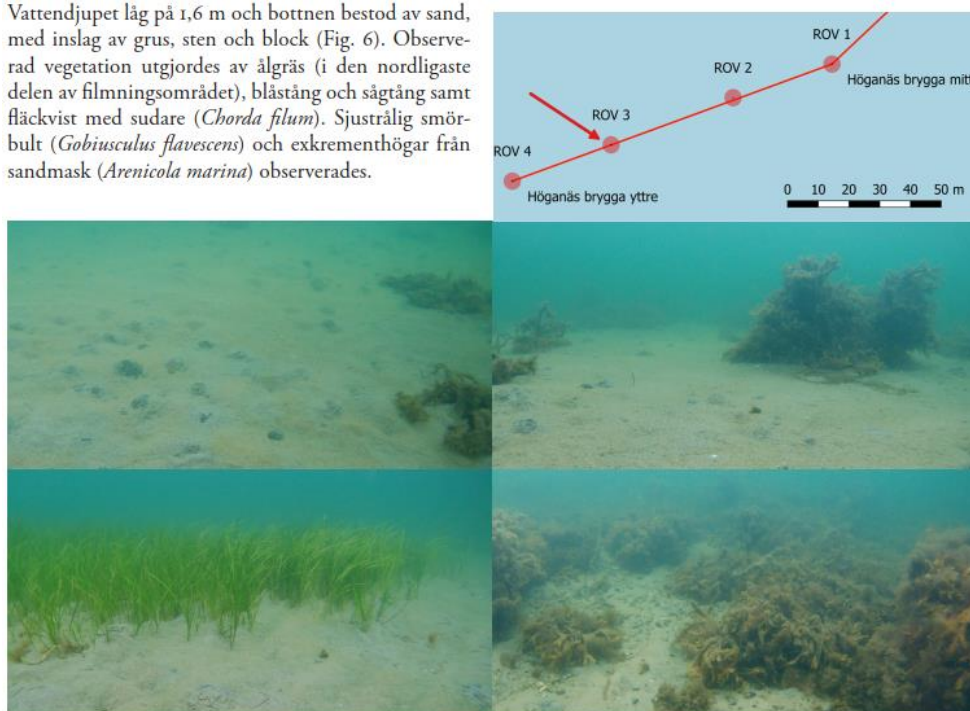 Vattendjupet låg på 1,6 m och bottnen bestod av sand,
med inslag av grus, sten och block (Fig. 6). Observe-
rad vegetation utgjordes av ålgräs (i den nordligaste
delen av filmningsområdet), blåstång och sågtång samt
fläckvist med sudare (Chorda filum). Sjustrålig smör-
bult (Gobiusculus flavescens) och exkrementhögar från
sandmask (Arenicola marina) observerades.
ROV 1
Höganäs brygga mitt
ROV 2
ROV 3
ROV 4
Höganäs brygga yttre
0 10 20 30 40 50 m